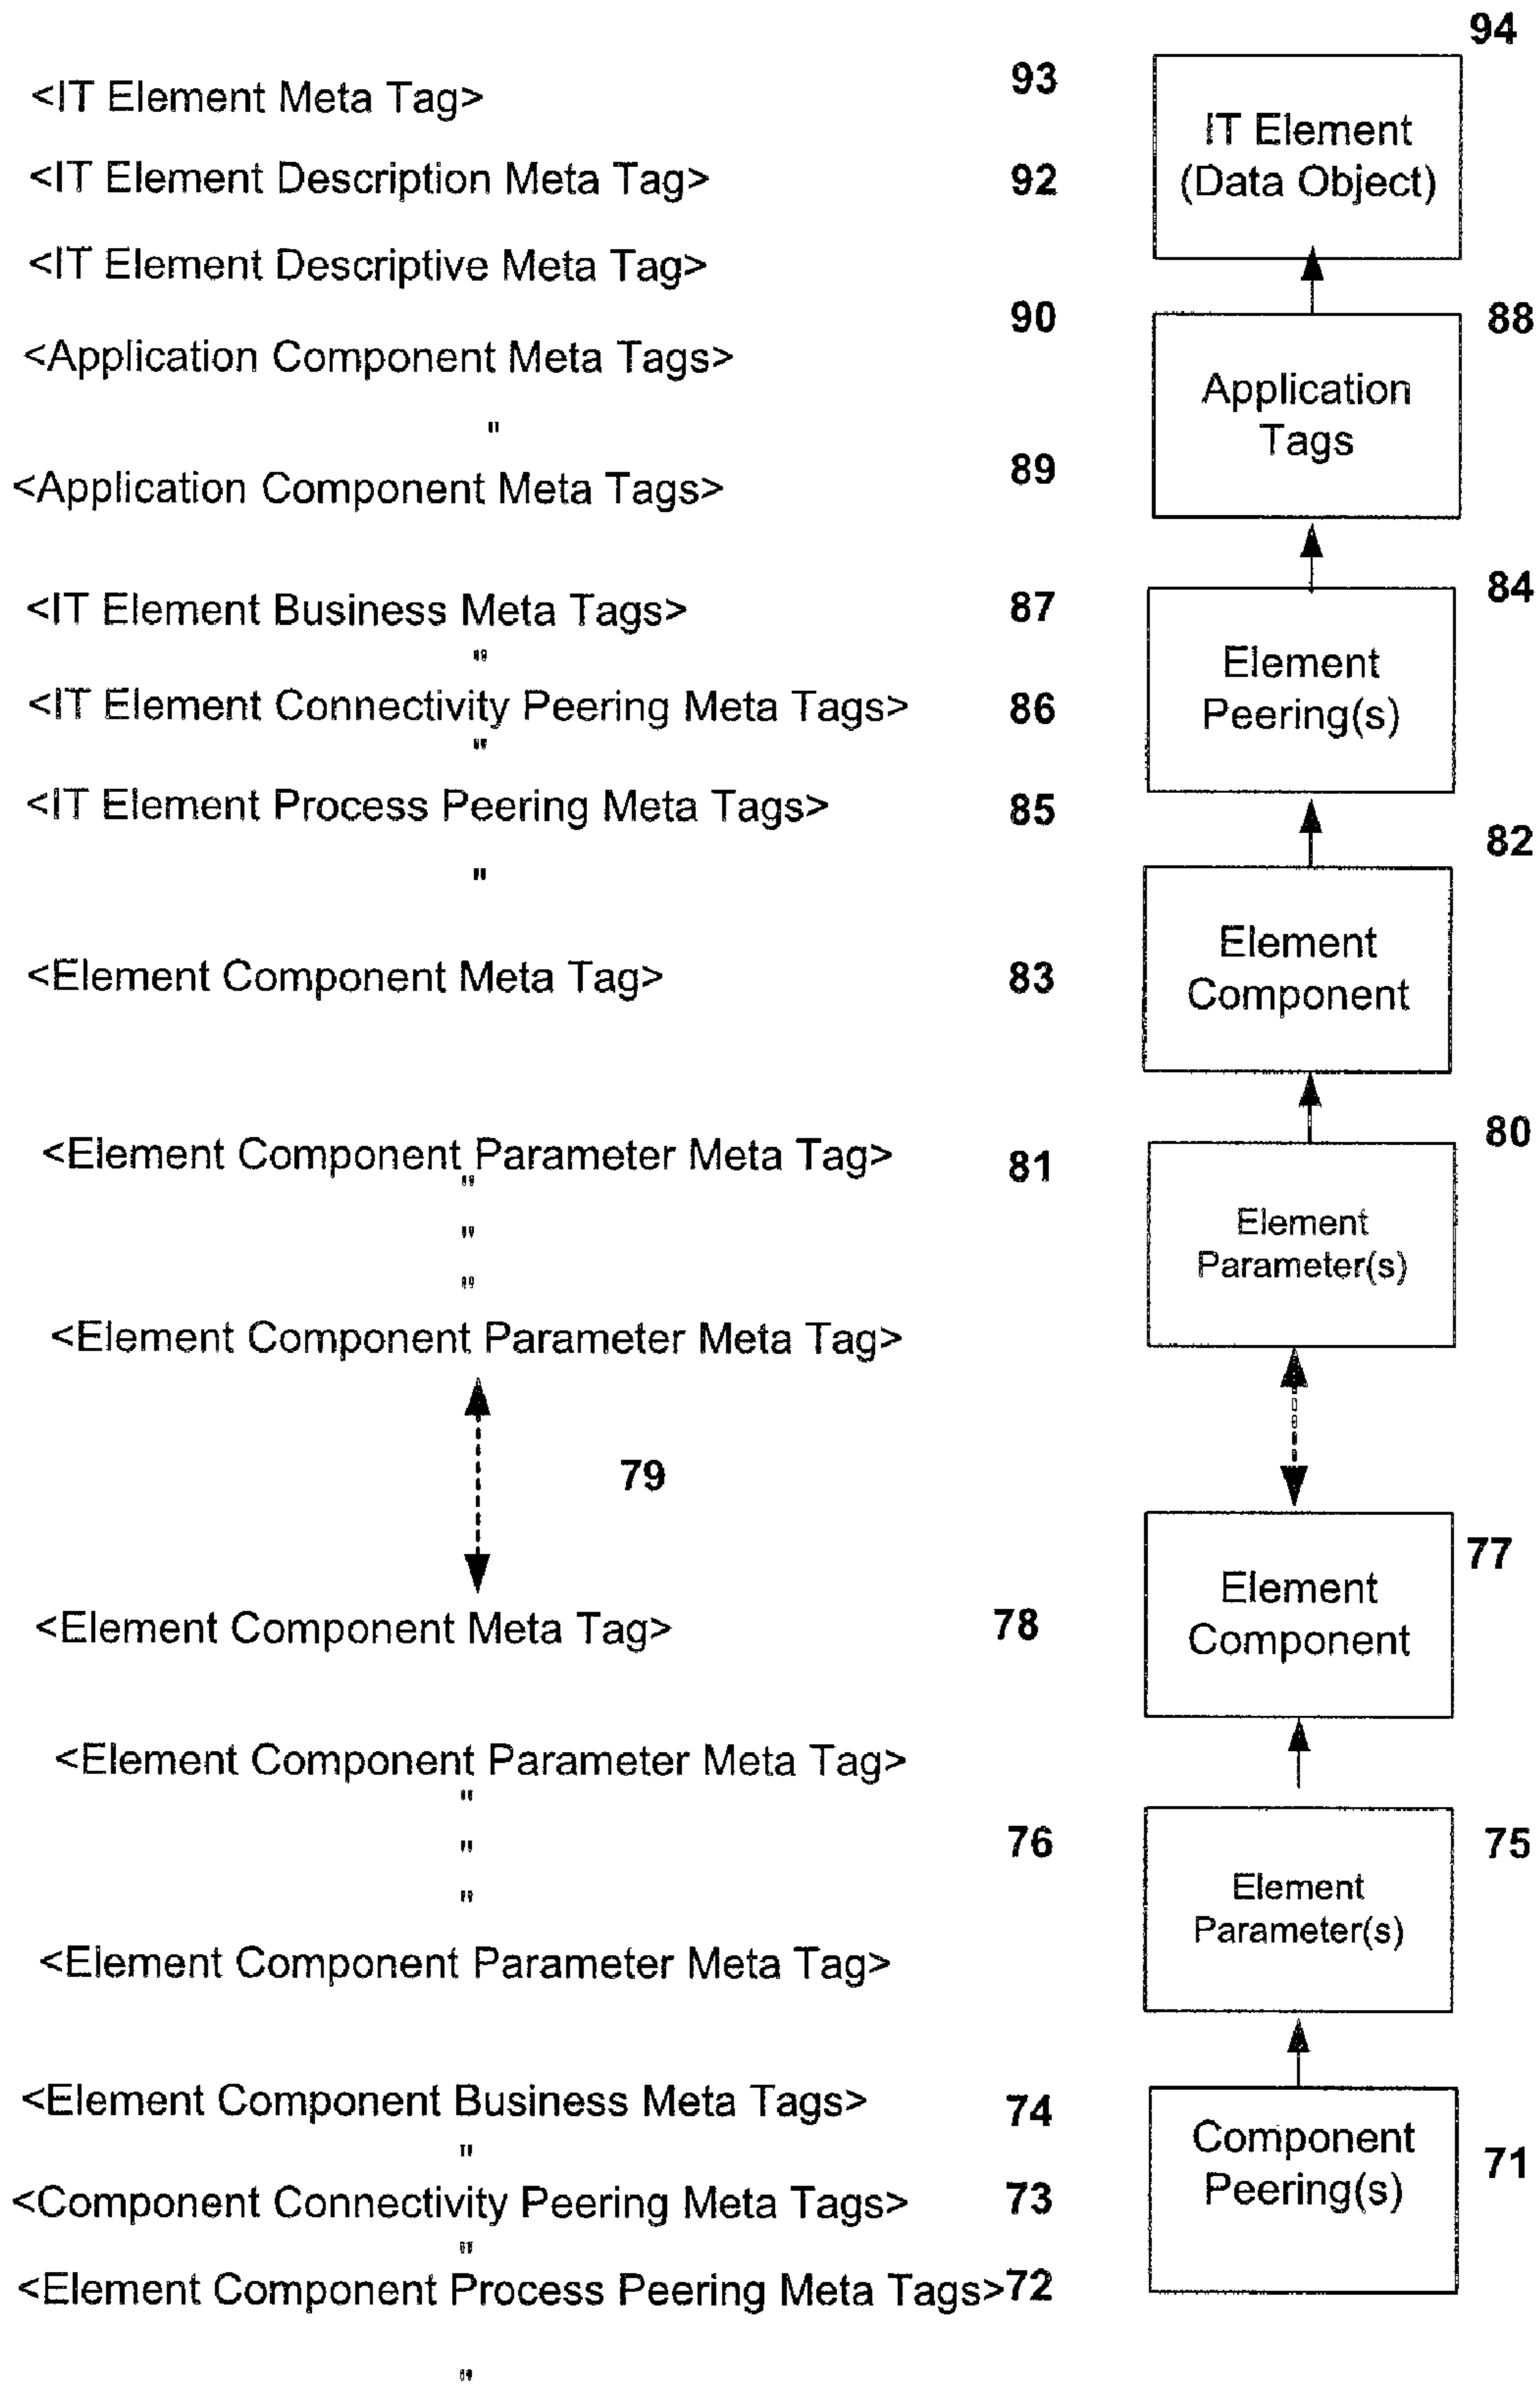 94
<IT Element Meta Tag> 93
IT Element
(Data Object)
<IT Element Description Meta Tag> 92
<IT Element Descriptive Meta Tag>
90
88
<Application Component Meta Tags>
Application
Tags
"
<Application Component Meta Tags> 89
84
<IT Element Business Meta Tags> 87
"
Element
Peering(s)
<IT Element Connectivity Peering Meta Tags> 86
"
<IT Element Process Peering Meta Tags> 85
82
"
Element
Component
<Element Component Meta Tag> 83
80
<Element Component Parameter Meta Tag> 81
"
"
"
Element
Parameter(s)
<Element Component Parameter Meta Tag>
79
77
Element
Component
<Element Component Meta Tag> 78
<Element Component Parameter Meta Tag>
"
"
"
76
75
Element
Parameter(s)
<Element Component Parameter Meta Tag>
<Element Component Business Meta Tags> 74
"
Component
Peering(s)
71
<Component Connectivity Peering Meta Tags> 73
"
<Element Component Process Peering Meta Tags>72
"